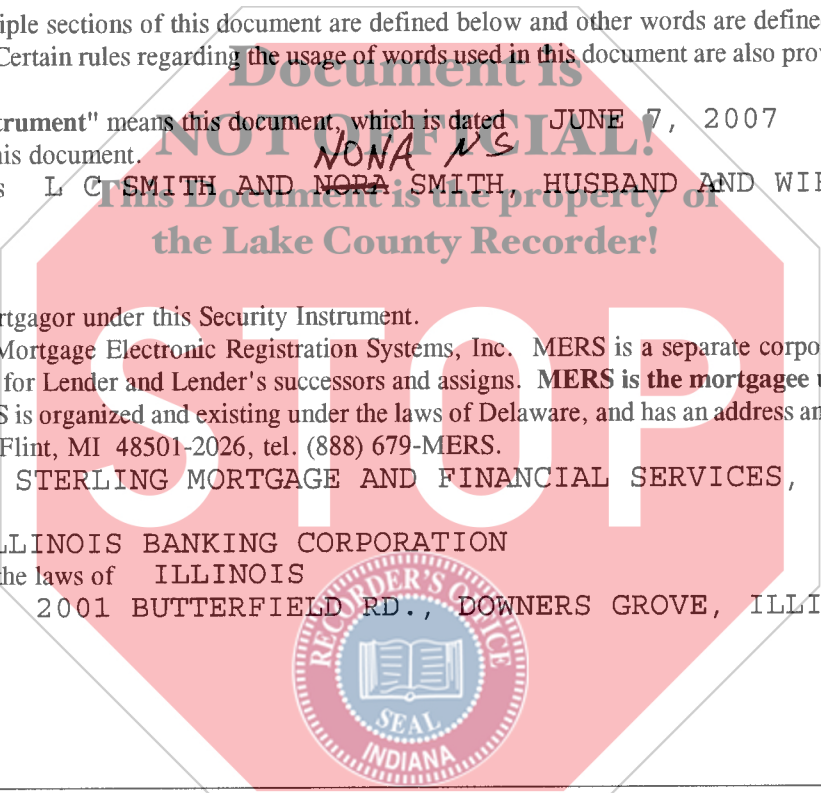 iple sections of this document are defined below and other words are define
Certain rules regarding the usage of words used in this document are also prov
Document is
trument" means this document, which is dated JUNE 7, 2007
NOT OFFICIAL!
his document.
NONA NS
s L C SMITH AND NORA SMITH, HUSBAND AND WIF
This Document is the property of
the Lake County Recorder!
rtgagor under this Security Instrument.
Mortgage Electronic Registration Systems, Inc. MERS is a separate corpo
for Lender and Lender's successors and assigns. MERS is the mortgagee u
S is organized and existing under the laws of Delaware, and has an address an
Flint, MI 48501-2026, tel. (888) 679-MERS.
STERLING MORTGAGE AND FINANCIAL SERVICES,
STOP
LLINOIS BANKING CORPORATION
the laws of ILLINOIS
2001 BUTTERFIELD RD., DOWNERS GROVE, ILLI
RECORDER'S OFFICE
SEAL
INDIANA